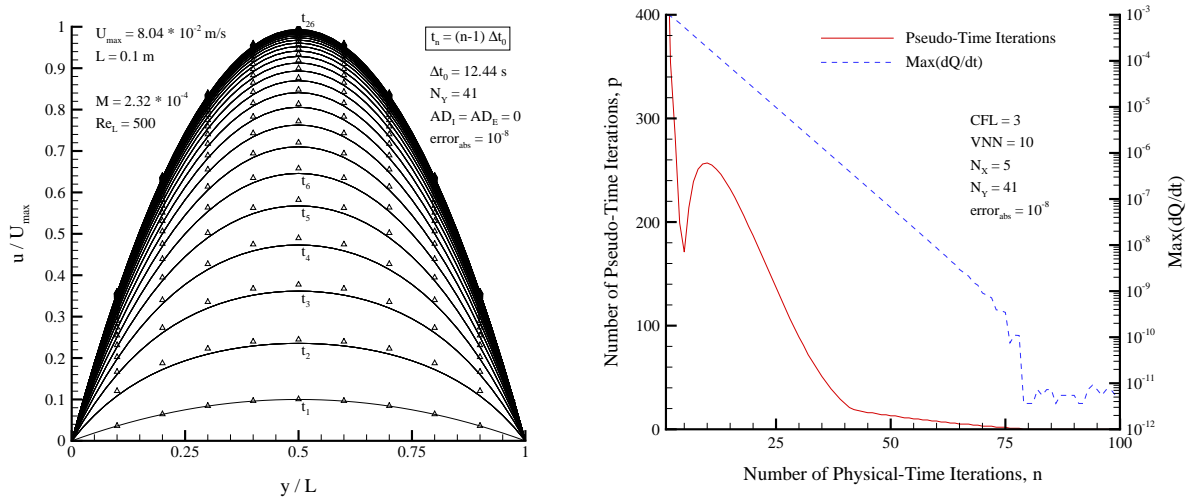 U_max = 8.04 * 10^-2 m/s
L = 0.1 m
M = 2.32 * 10^-4
Re_L = 500
t_26
t_n = (n-1) Δt_0
Δt_0 = 12.44 s
N_Y = 41
AD_I = AD_E = 0
error_abs = 10^-8
t_6
t_5
t_4
t_3
t_2
t_1
1
0.9
0.8
0.7
0.6
0.5
0.4
0.3
0.2
0.1
0
u / U_max
0
0.25
0.5
0.75
1
y / L
400
300
200
100
0
Number of Pseudo-Time Iterations, p
Pseudo-Time Iterations
Max(dQ/dt)
CFL = 3
VNN = 10
N_X = 5
N_Y = 41
error_abs = 10^-8
10^-3
10^-4
10^-5
10^-6
10^-7
10^-8
10^-9
10^-10
10^-11
10^-12
Max(dQ/dt)
25
50
75
100
Number of Physical-Time Iterations, n